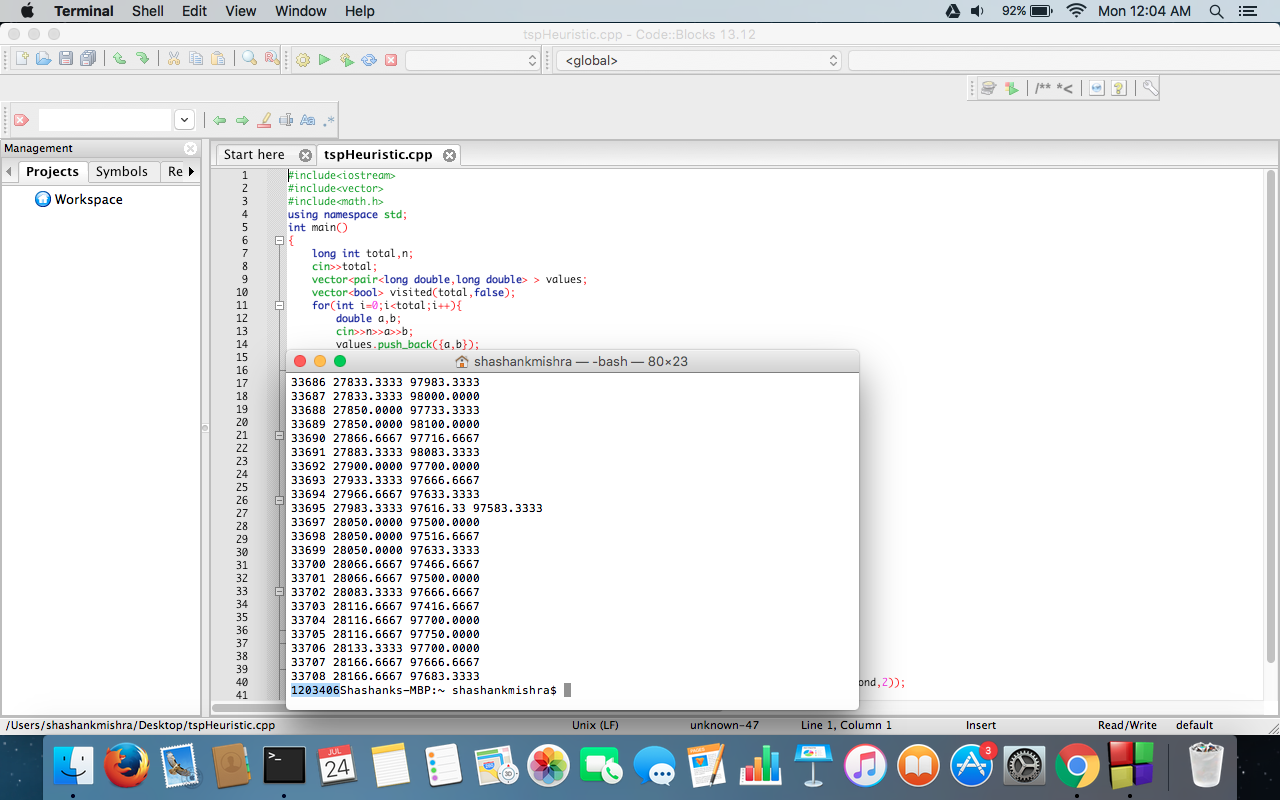 Terminal Shell Edit View Window Help 92% Mon 12:04 AM
tspHeuristic.cpp - Code::Blocks 13.12
<global>
/** *<
Aa .*
Management
Start here tspHeuristic.cpp
Projects Symbols Re
Workspace
1 #include<iostream>
2 #include<vector>
3 #include<math.h>
4 using namespace std;
5 int main()
6 {
7 long int total,n;
8 cin>>total;
9 vector<pair<long double,long double> > values;
10 vector<bool> visited(total,false);
11 for(int i=0;i<total;i++){
12 double a,b;
13 cin>>n>>a>>b;
14 values.push_back({a,b});
15
16
17
18
19
20
21
22
23
24
25
26
27
28
29
30
31
32
33
34
35
36
37
38
39
40 ond,2));
41
shashankmishra — -bash — 80×23
33686 27833.3333 97983.3333
33687 27833.3333 98000.0000
33688 27850.0000 97733.3333
33689 27850.0000 98100.0000
33690 27866.6667 97716.6667
33691 27883.3333 98083.3333
33692 27900.0000 97700.0000
33693 27933.3333 97666.6667
33694 27966.6667 97633.3333
33695 27983.3333 97616.33 97583.3333
33697 28050.0000 97500.0000
33698 28050.0000 97516.6667
33699 28050.0000 97633.3333
33700 28066.6667 97466.6667
33701 28066.6667 97500.0000
33702 28083.3333 97666.6667
33703 28116.6667 97416.6667
33704 28116.6667 97700.0000
33705 28116.6667 97750.0000
33706 28133.3333 97700.0000
33707 28166.6667 97666.6667
33708 28166.6667 97683.3333
1203406Shashanks-MBP:~ shashankmishra$
/Users/shashankmishra/Desktop/tspHeuristic.cpp Unix (LF) unknown-47 Line 1, Column 1 Insert Read/Write default
JUL
24
3D
PAGES
3